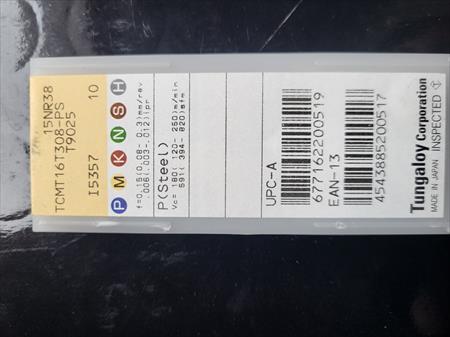 15NR38
TCMT16T308-PS
T9025
I5357 10
P M K N S H
f=0.15(0.08- 0.3)mm/rev
.006(.003-.012)ipr
P(Steel)
Vc= 180( 120- 250)m/min
591( 394- 820)sfm
UPC-A
677162200519
EAN-13
4543885200517
Tungaloy Corporation
MADE IN JAPAN INSPECTED